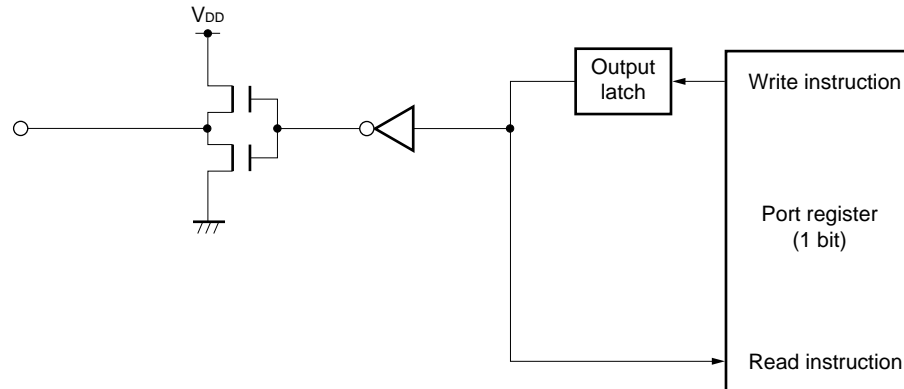 VDD
Output
latch
Write instruction
Port register
(1 bit)
Read instruction